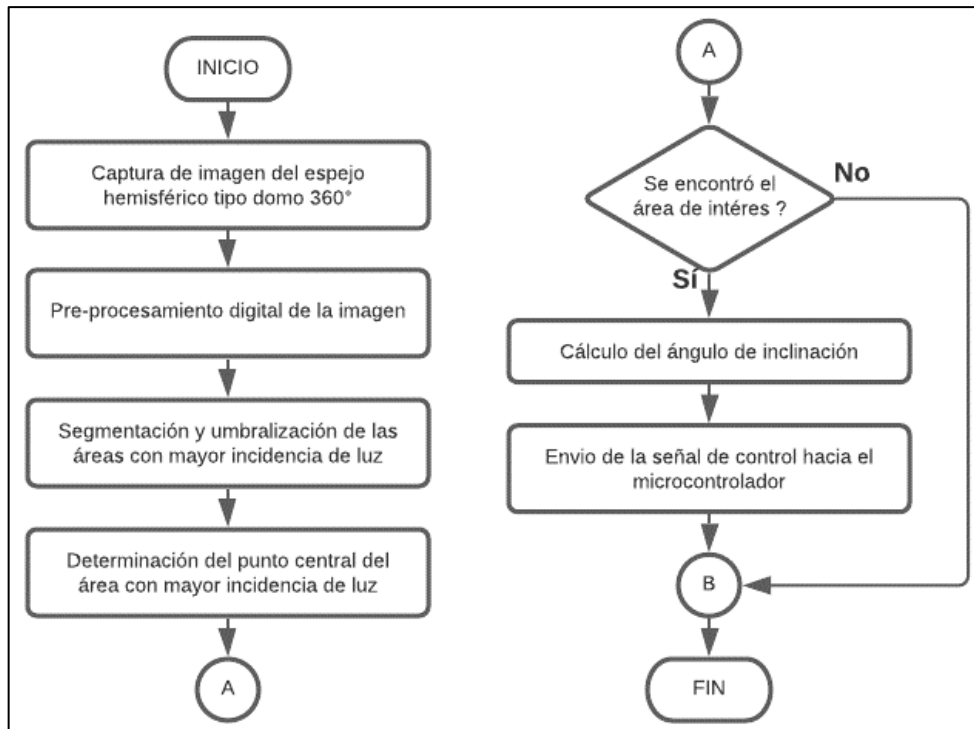 INICIO
Captura de imagen del espejo
hemisférico tipo domo 360°
Pre-procesamiento digital de la imagen
Segmentación y umbralización de las
áreas con mayor incidencia de luz
Determinación del punto central del
área con mayor incidencia de luz
A
A
Se encontró el
área de intéres ?
No
Sí
Cálculo del ángulo de inclinación
Envio de la señal de control hacia el
microcontrolador
B
FIN